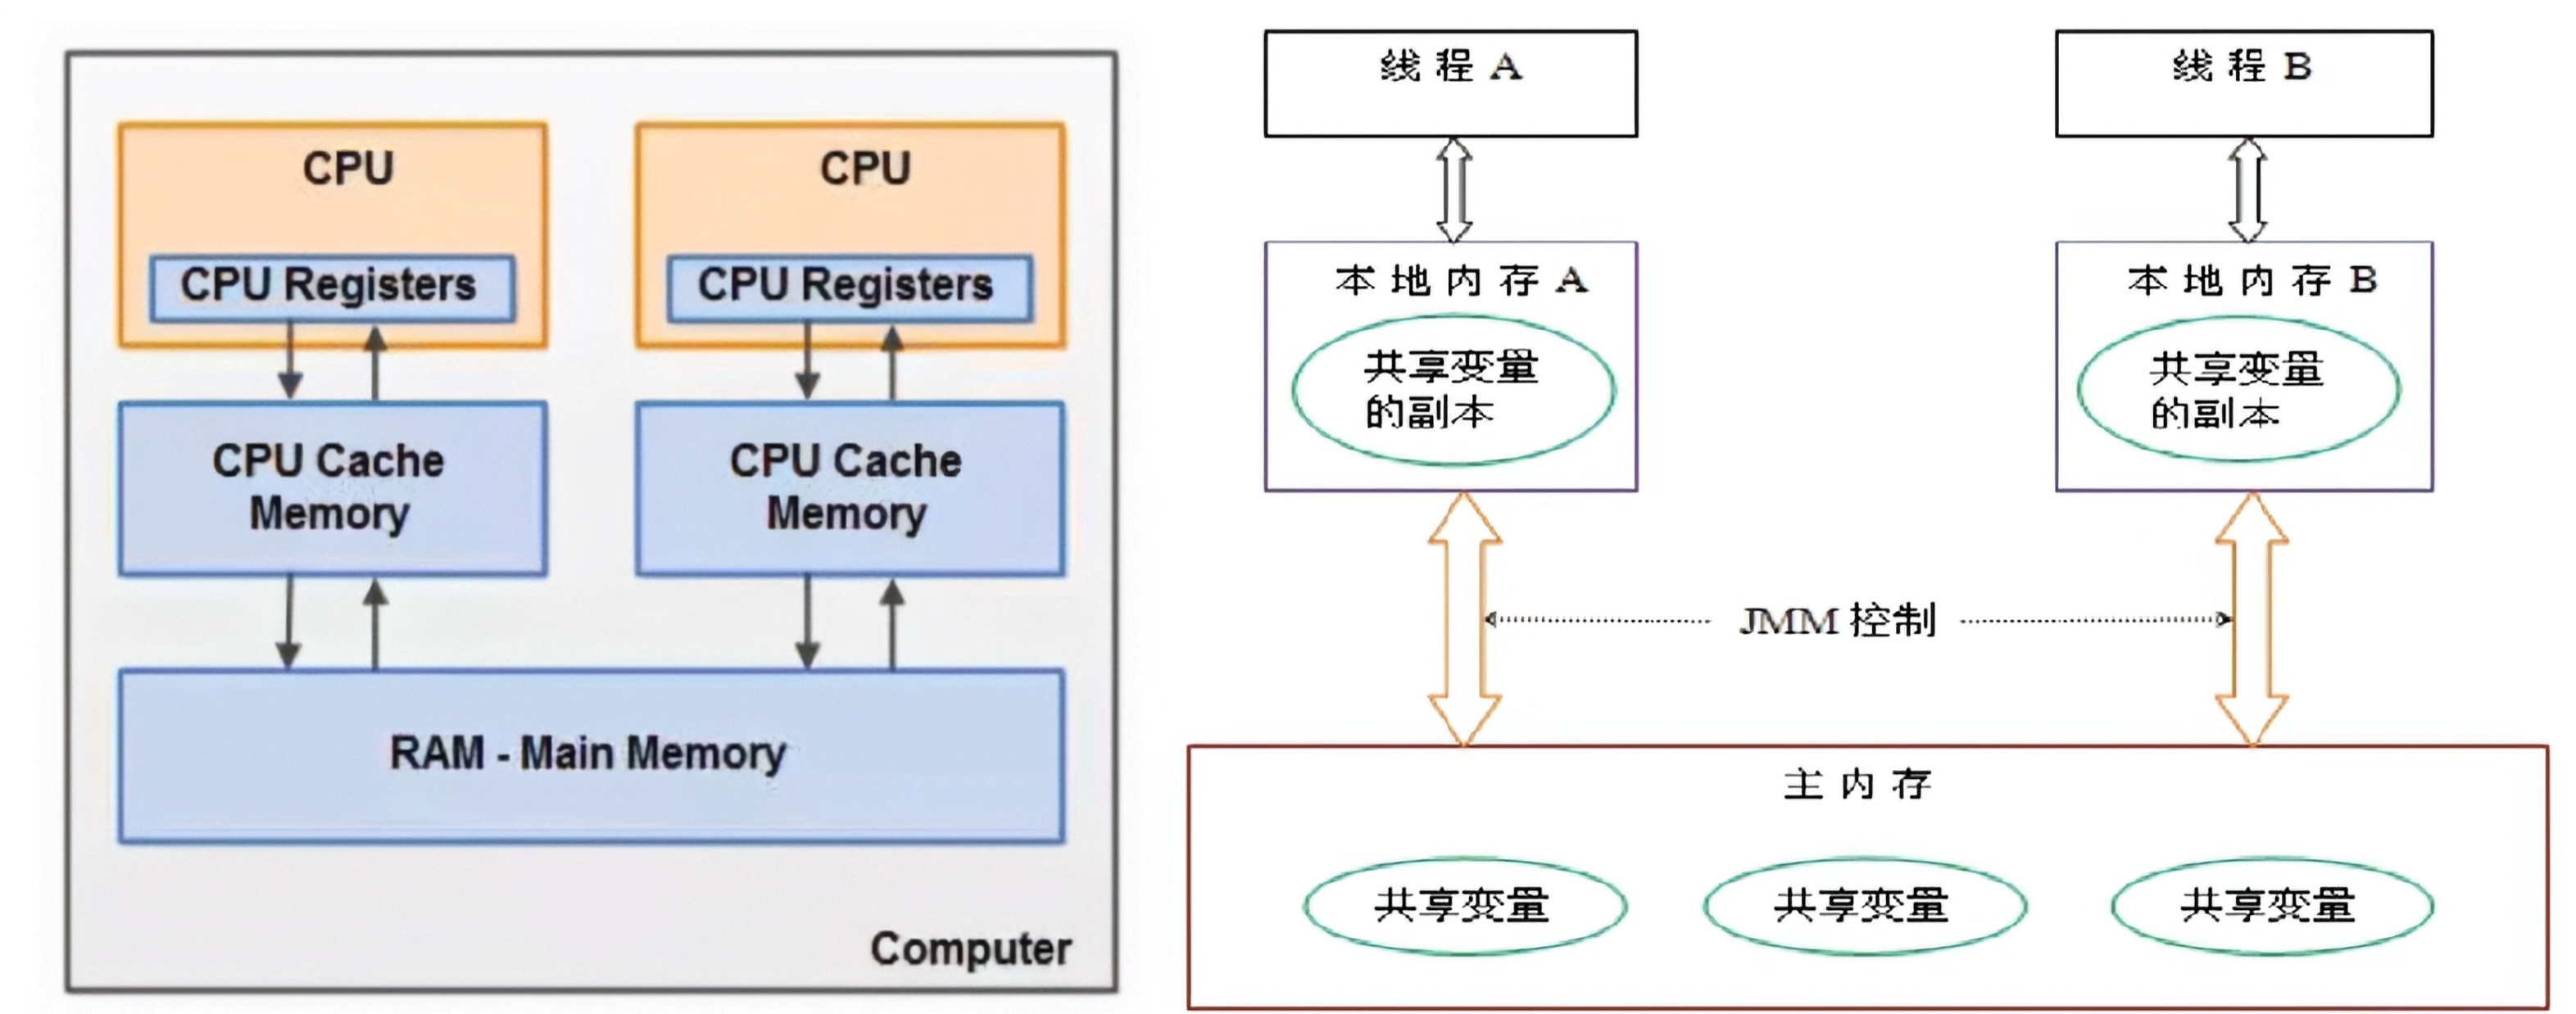 CPU
CPU Registers
CPU Cache
Memory
CPU
CPU Registers
CPU Cache
Memory
RAM - Main Memory
Computer
线程 A
线程 B
本地内存 A
共享变量
的副本
本地内存 B
共享变量
的副本
JMM 控制
主内存
共享变量
共享变量
共享变量